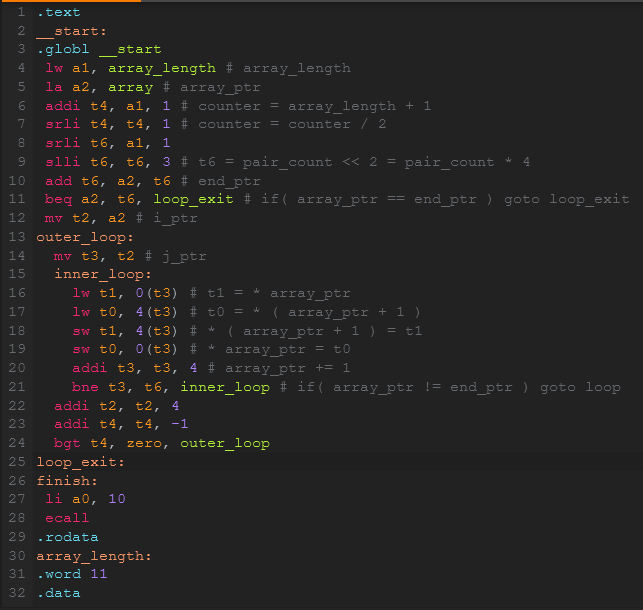 1 .text
2 __start:
3 .globl __start
4 lw a1, array_length # array_length
5 la a2, array # array_ptr
6 addi t4, a1, 1 # counter = array_length + 1
7 srli t4, t4, 1 # counter = counter / 2
8 srli t6, a1, 1
9 slli t6, t6, 3 # t6 = pair_count << 2 = pair_count * 4
10 add t6, a2, t6 # end_ptr
11 beq a2, t6, loop_exit # if( array_ptr == end_ptr ) goto loop_exit
12 mv t2, a2 # i_ptr
13 outer_loop:
14 mv t3, t2 # j_ptr
15 inner_loop:
16 lw t1, 0(t3) # t1 = * array_ptr
17 lw t0, 4(t3) # t0 = * ( array_ptr + 1 )
18 sw t1, 4(t3) # * ( array_ptr + 1 ) = t1
19 sw t0, 0(t3) # * array_ptr = t0
20 addi t3, t3, 4 # array_ptr += 1
21 bne t3, t6, inner_loop # if( array_ptr != end_ptr ) goto loop
22 addi t2, t2, 4
23 addi t4, t4, -1
24 bgt t4, zero, outer_loop
25 loop_exit:
26 finish:
27 li a0, 10
28 ecall
29 .rodata
30 array_length:
31 .word 11
32 .data